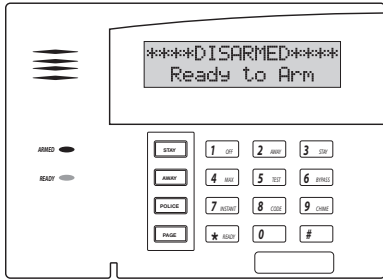 ****DISARMED****
Ready to Arm
ARMED
READY
STAY
AWAY
POLICE
PAGE
1 OFF
2 AWAY
3 STAY
4 MAX
5 TEST
6 BYPASS
7 INSTANT
8 CODE
9 CHIME
* READY
0
#